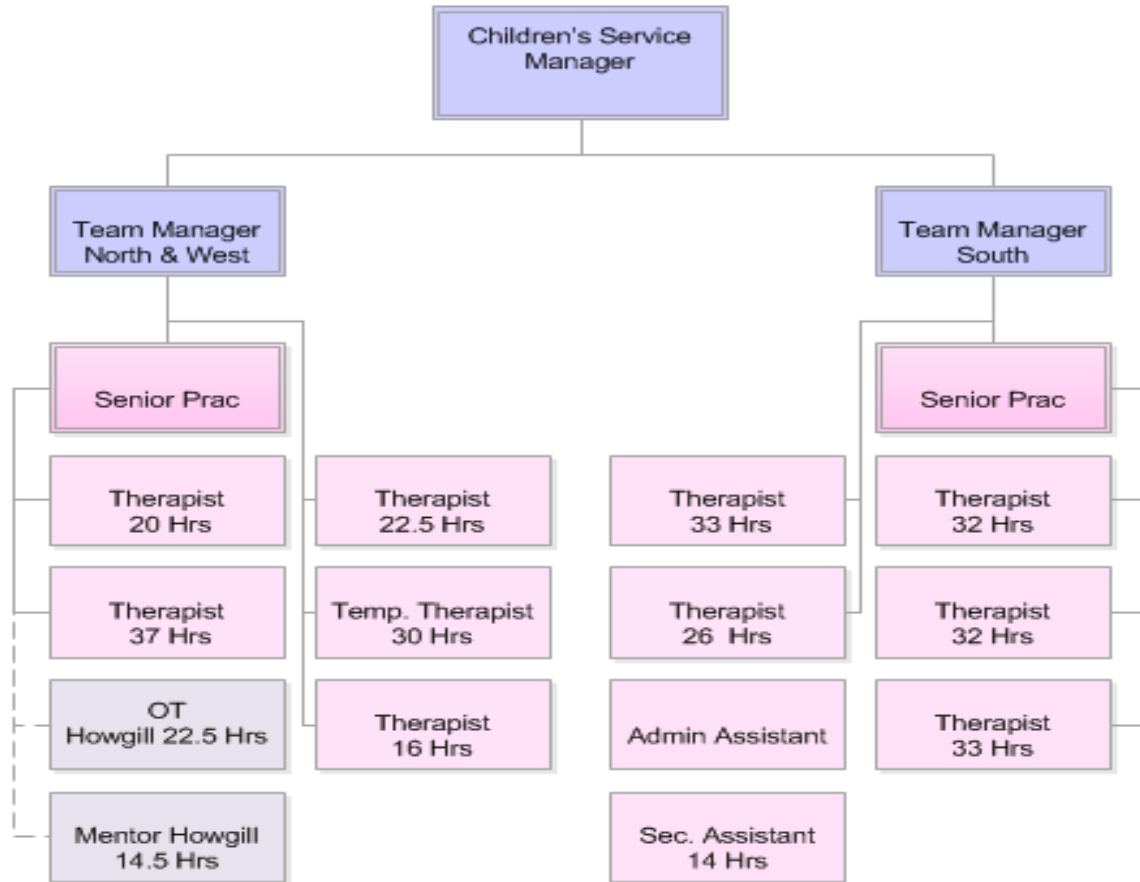 Children's Service
Manager
Team Manager
North & West
Team Manager
South
Senior Prac
Senior Prac
Therapist
20 Hrs
Therapist
22.5 Hrs
Therapist
33 Hrs
Therapist
32 Hrs
Therapist
37 Hrs
Temp. Therapist
30 Hrs
Therapist
26  Hrs
Therapist
32 Hrs
OT
Howgill 22.5 Hrs
Therapist
16 Hrs
Admin Assistant
Therapist
33 Hrs
Mentor Howgill
14.5 Hrs
Sec. Assistant
14 Hrs